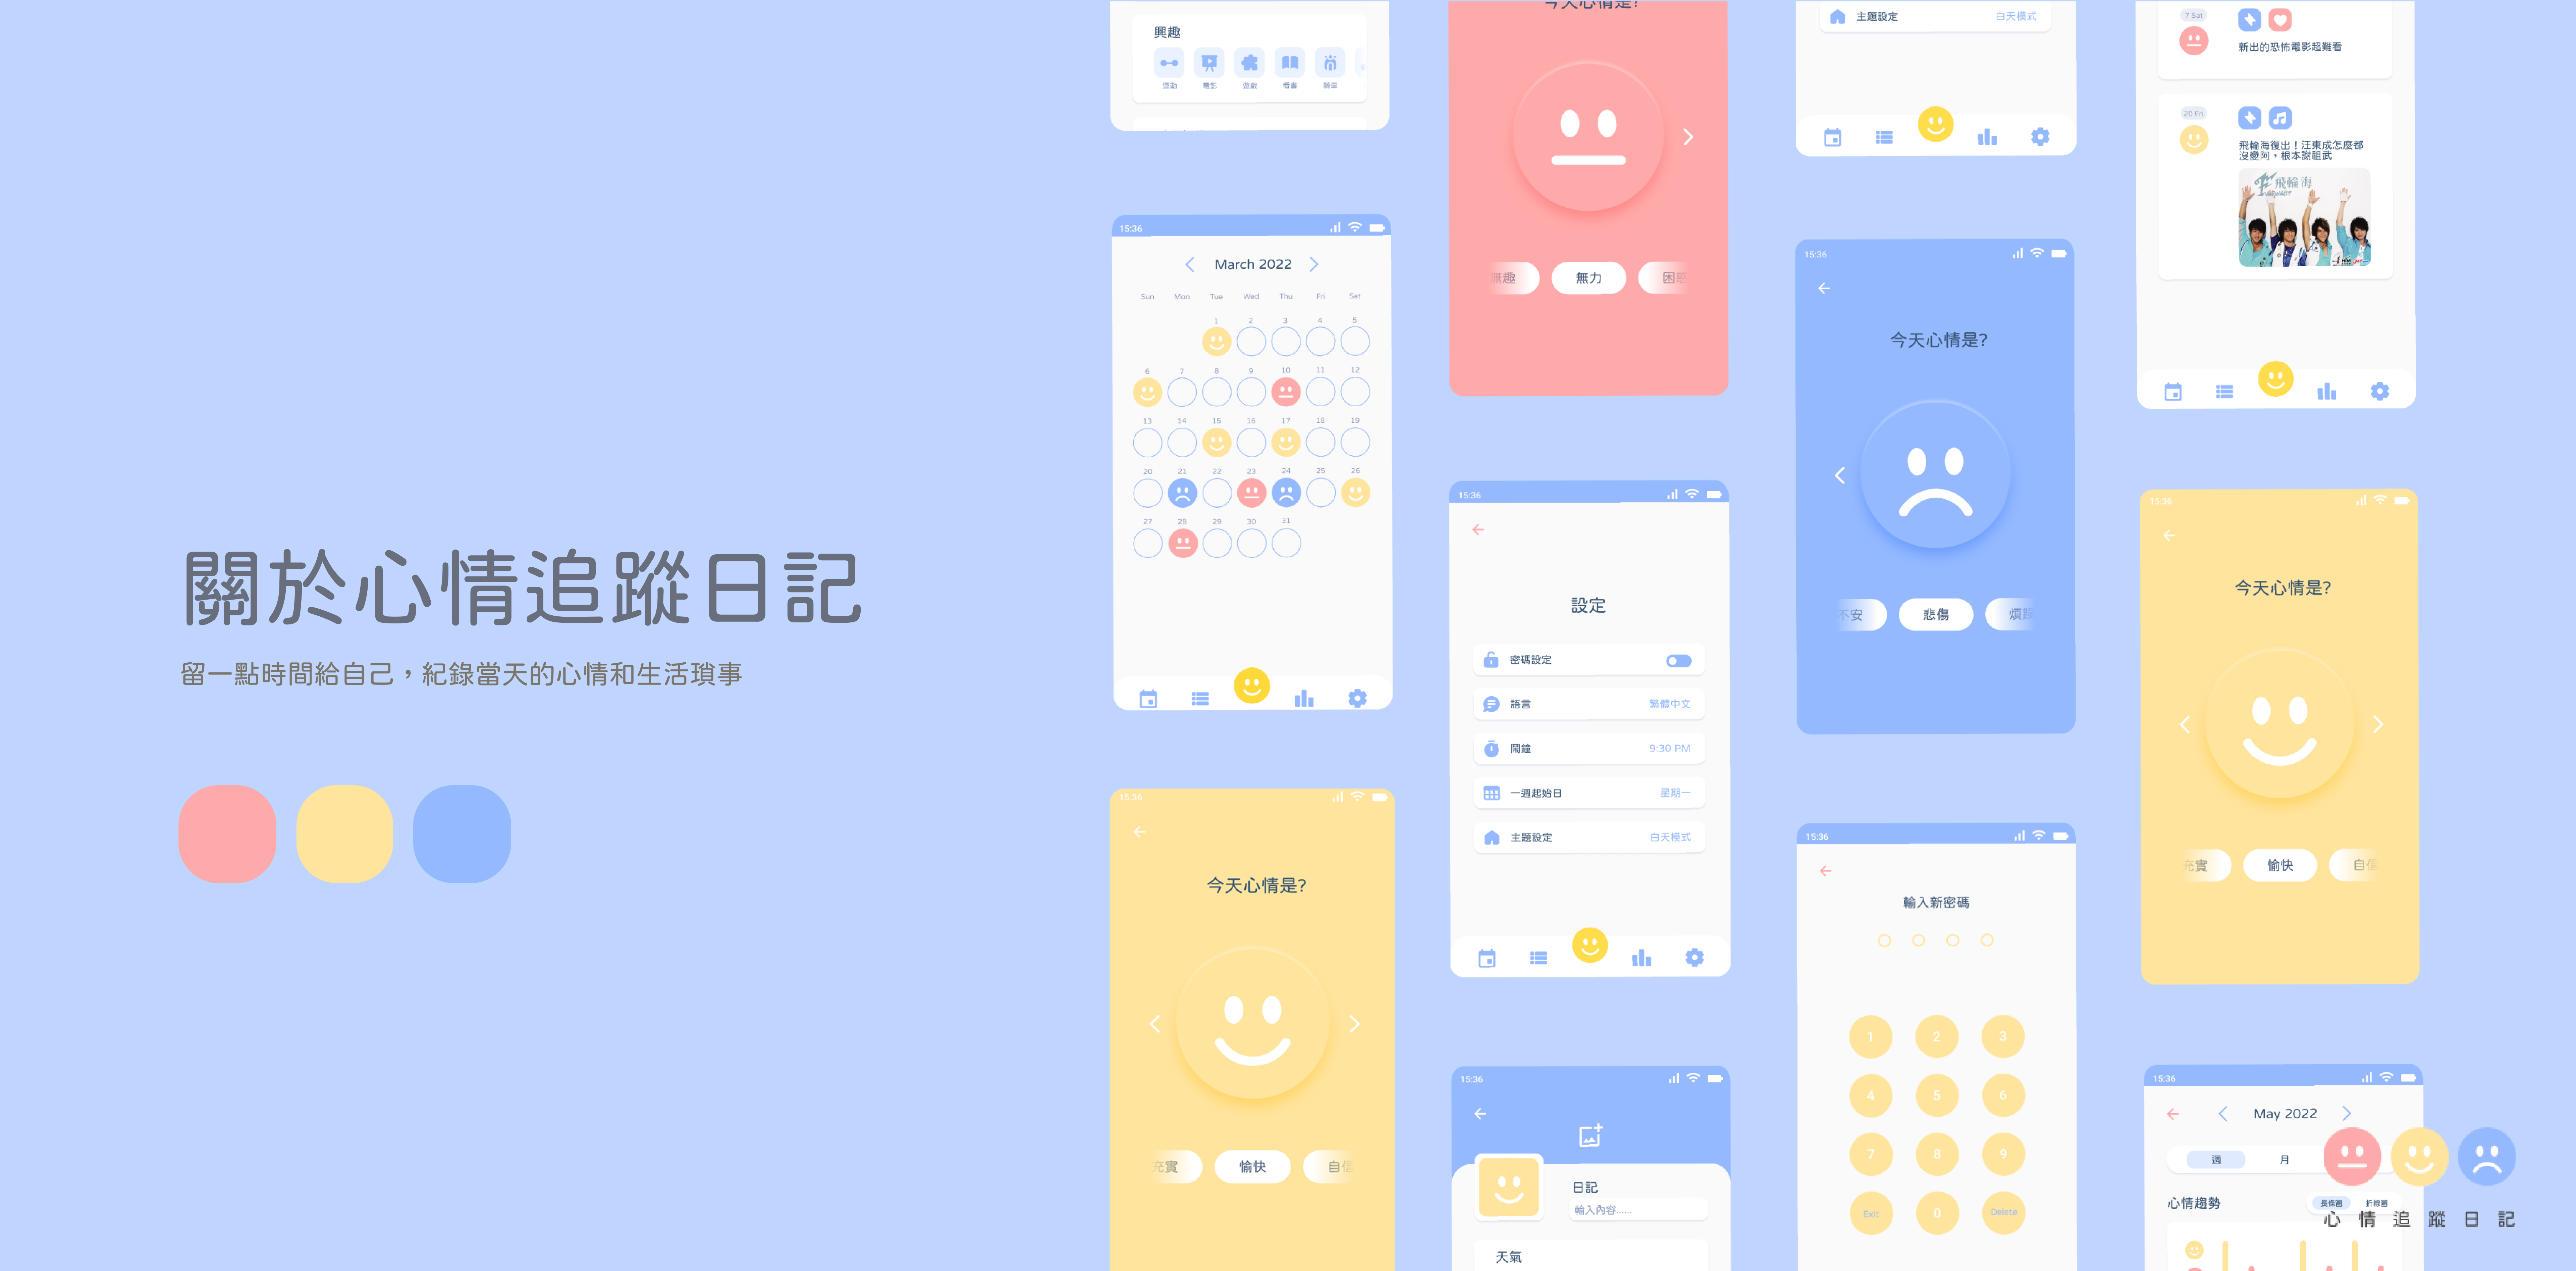 關於心情追蹤日記
留一點時間給自己，紀錄當天的心情和生活瑣事
興趣
運動 電影 遊戲 看書 騎車
15:36
March 2022
Sun Mon Tue Wed Thu Fri Sat
1 2 3 4 5
6 7 8 9 10 11 12
13 14 15 16 17 18 19
20 21 22 23 24 25 26
27 28 29 30 31
15:36
今天心情是?
充實 愉快 自信
今天心情是?
無趣 無力 困惑
15:36
設定
密碼設定
語言 繁體中文
鬧鐘 9:30 PM
一週起始日 星期一
主題設定 白天模式
15:36
日記
輸入內容......
天氣
主題設定 白天模式
15:36
今天心情是?
不安 悲傷 煩躁
15:36
輸入新密碼
1 2 3
4 5 6
7 8 9
Exit 0 Delete
7 Sat
新出的恐怖電影超難看
20 Fri
飛輪海復出！汪東成怎麼都
沒變阿，根本謝祖武
飛輪海
15:36
今天心情是?
充實 愉快 自信
15:36
May 2022
週 月
心情趨勢 長條圖 折線圖
心情追蹤日記